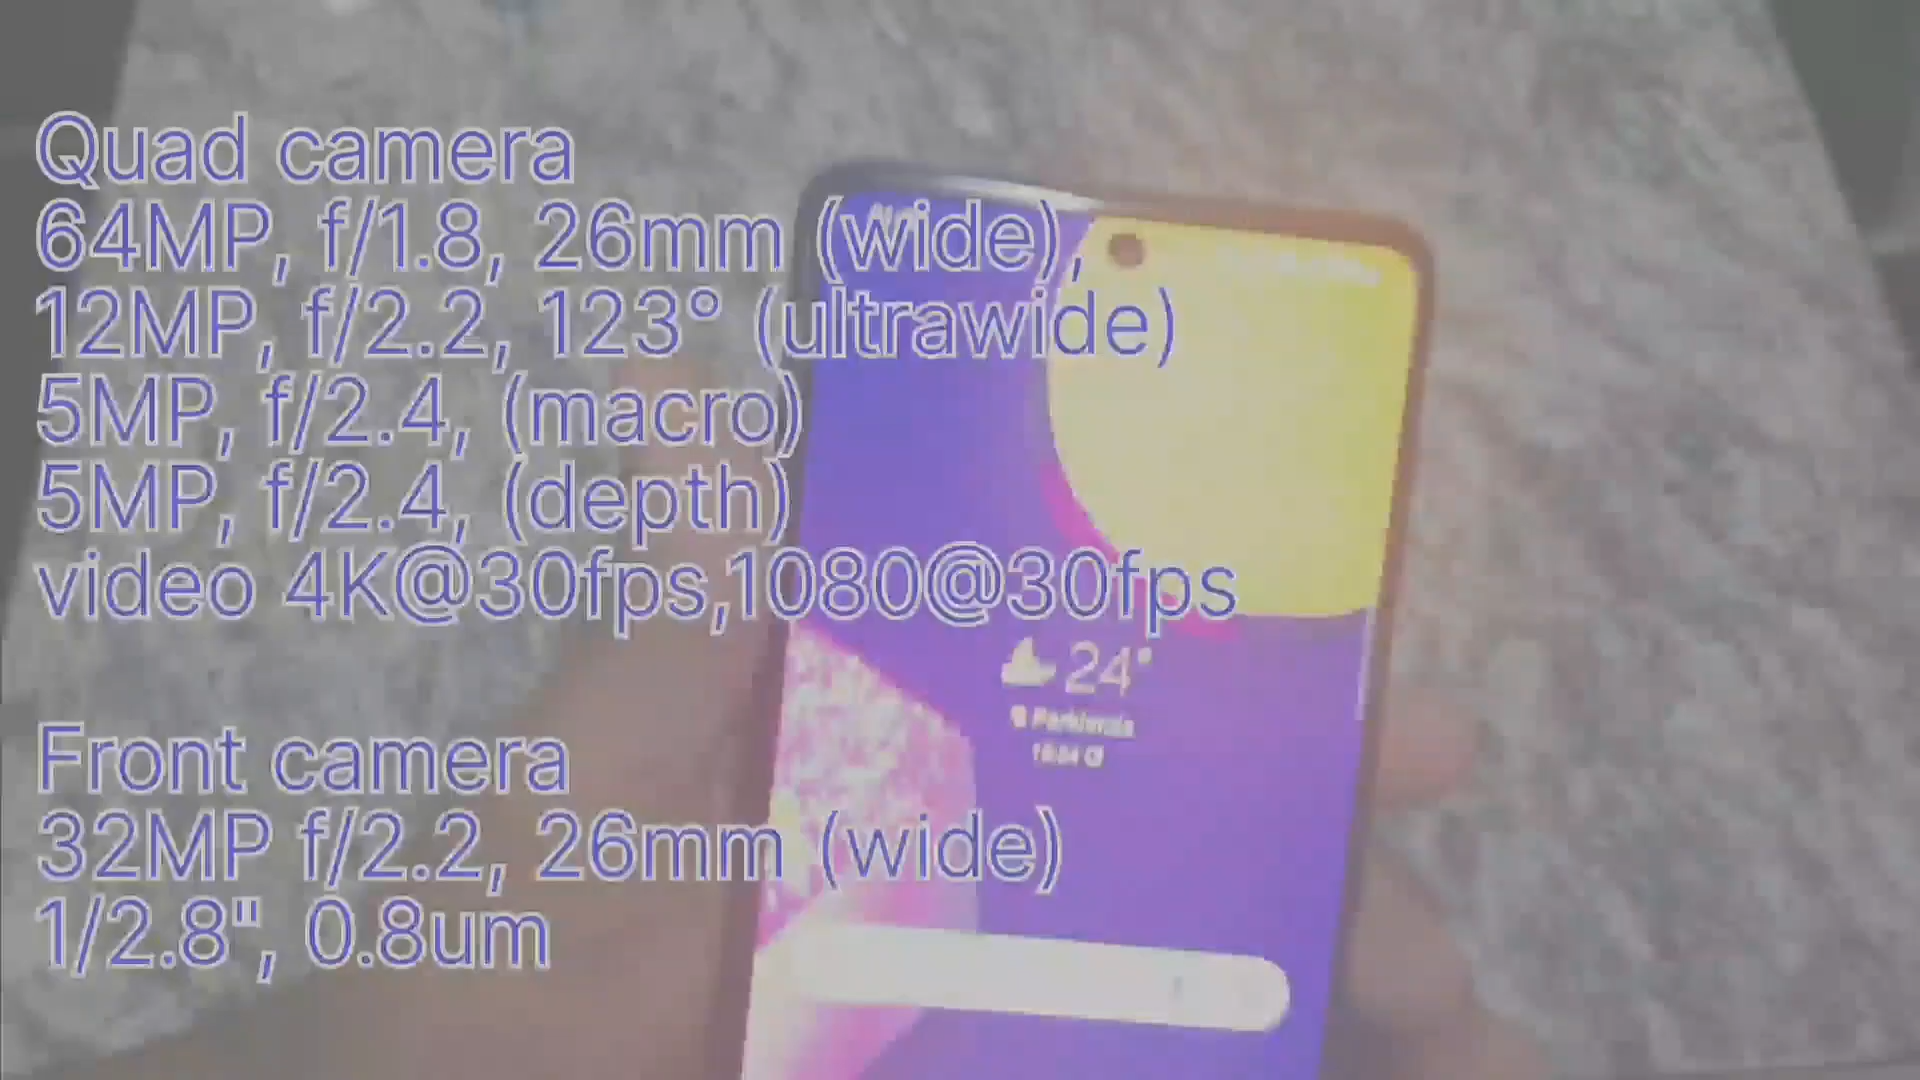 Quad camera
64MP, f/1.8, 26mm (wide),
12MP, f/2.2, 123° (ultrawide)
5MP, f/2.4, (macro)
5MP, f/2.4, (depth)
video 4K@30fps,1080@30fps
24°
Front camera
32MP f/2.2, 26mm (wide)
1/2.8", 0.8um